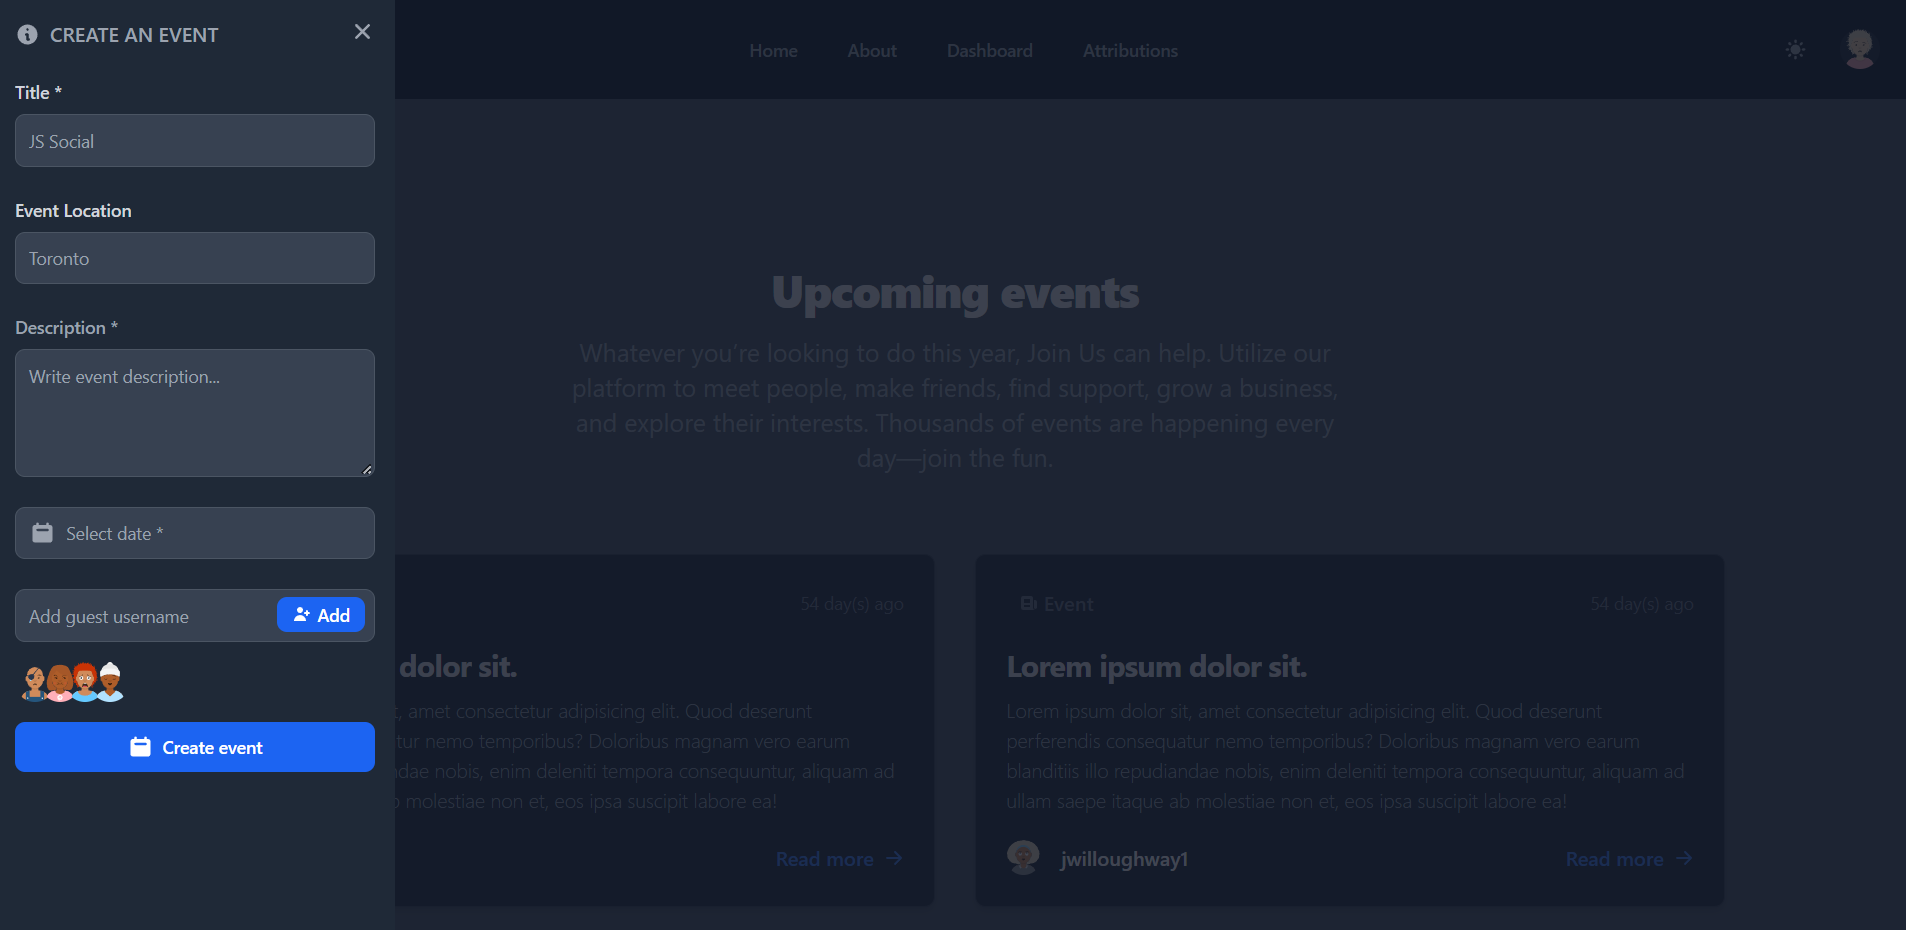 CREATE AN EVENT
Title *
JS Social
Event Location
Toronto
Description *
Write event description...
Select date *
Add guest username
Add
Create event
Home About Dashboard Attributions
Upcoming events
Whatever you're looking to do this year, Join Us can help. Utilize our
platform to meet people, make friends, find support, grow a business,
and explore their interests. Thousands of events are happening every
day—join the fun.
54 day(s) ago
dolor sit.
, amet consectetur adipisicing elit. Quod deserunt
tur nemo temporibus? Doloribus magnam vero earum
dae nobis, enim deleniti tempora consequuntur, aliquam ad
molestiae non et, eos ipsa suscipit labore ea!
Read more
Event
54 day(s) ago
Lorem ipsum dolor sit.
Lorem ipsum dolor sit, amet consectetur adipisicing elit. Quod deserunt
perferendis consequatur nemo temporibus? Doloribus magnam vero earum
blanditiis illo repudiandae nobis, enim deleniti tempora consequuntur, aliquam ad
ullam saepe itaque ab molestiae non et, eos ipsa suscipit labore ea!
jwilloughway1
Read more